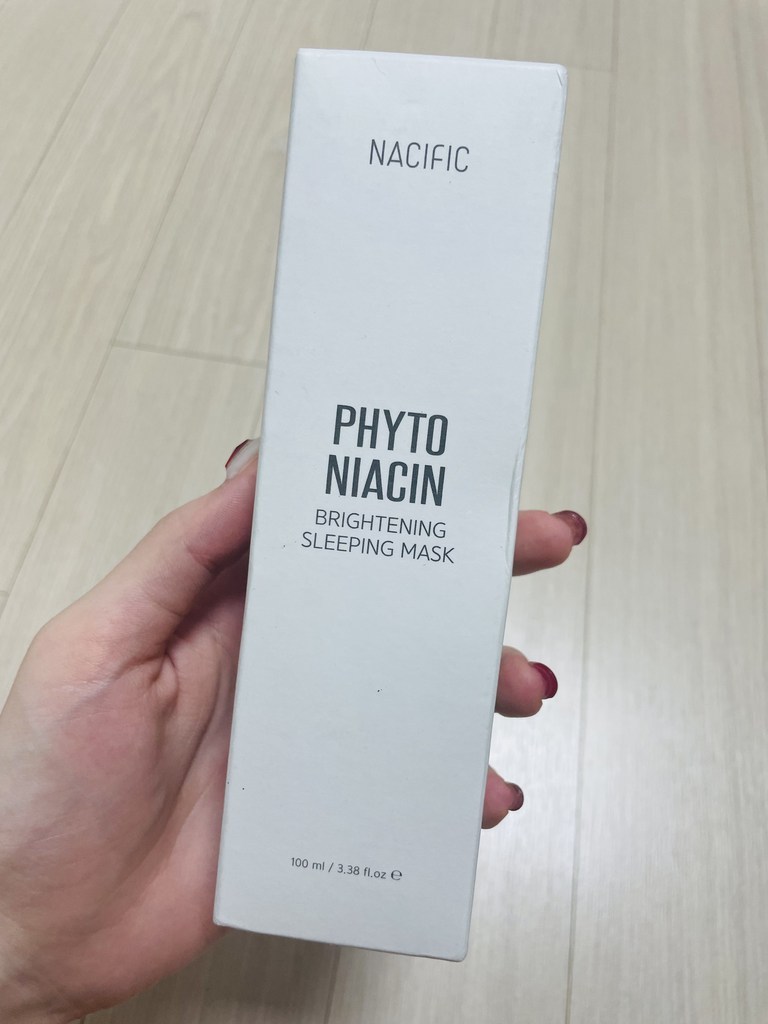 NACIFIC
PHYTO
NIACIN
BRIGHTENING
SLEEPING MASK
100 ml / 3.38 fl.oz ℮